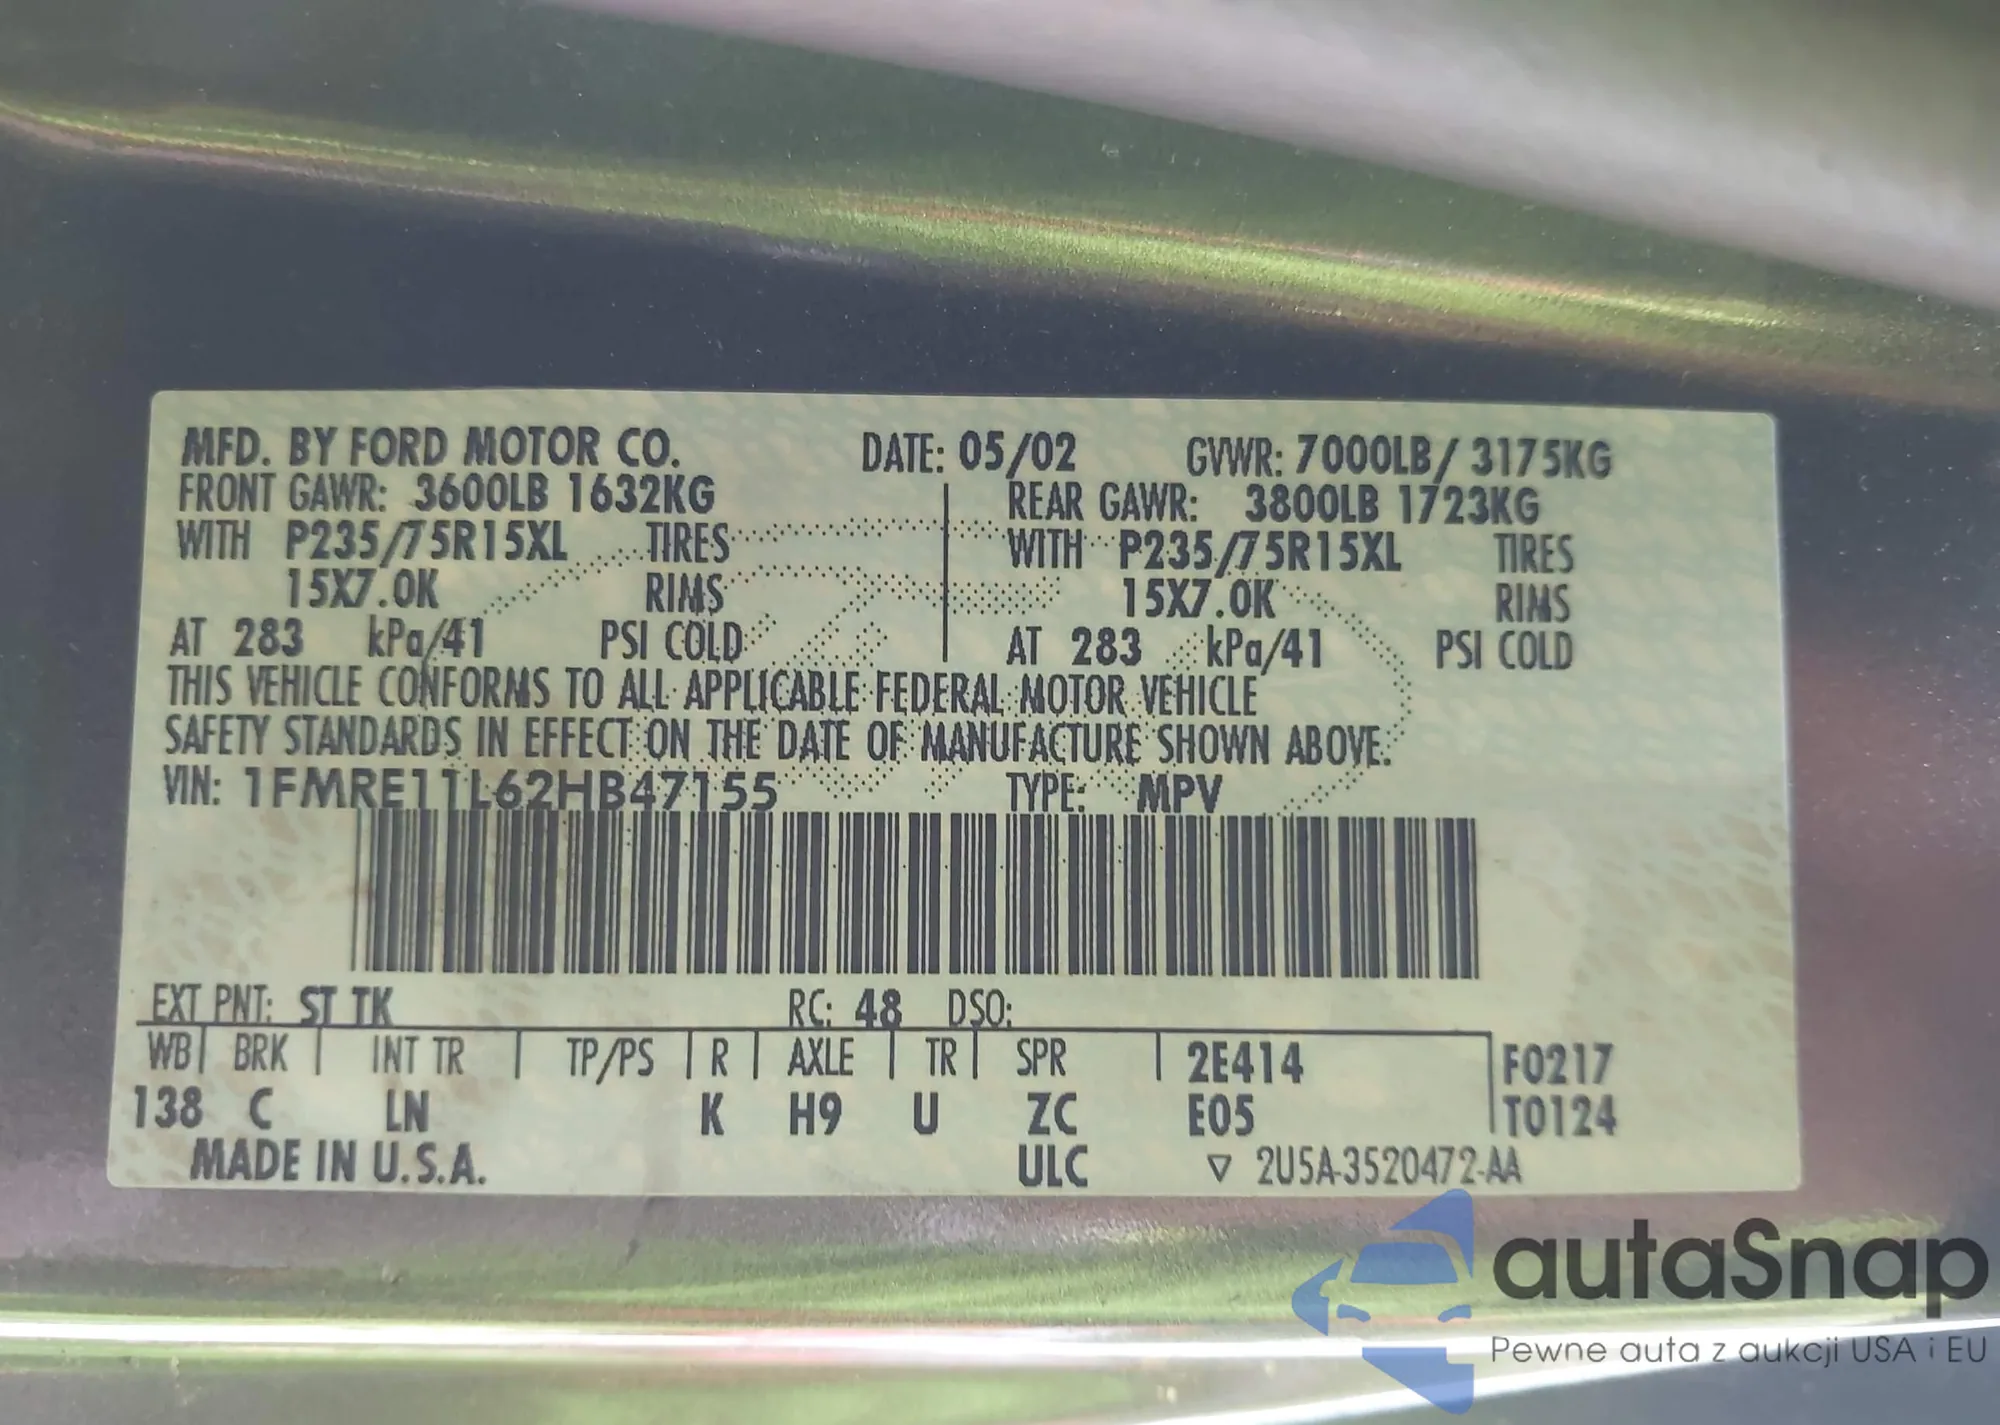 MFD. BY FORD MOTOR CO. DATE: 05/02 GVWR: 7000LB/ 3175KG
FRONT GAWR: 3600LB 1632KG REAR GAWR: 3800LB 1723KG
WITH P235/75R15XL TIRES WITH P235/75R15XL TIRES
15X7.0K RIMS 15X7.0K RIMS
AT 283 kPa/41 PSI COLD AT 283 kPa/41 PSI COLD
THIS VEHICLE CONFORMS TO ALL APPLICABLE FEDERAL MOTOR VEHICLE
SAFETY STANDARDS IN EFFECT ON THE DATE OF MANUFACTURE SHOWN ABOVE.
VIN: 1FMRE11L62HB47155 TYPE: MPV
EXT PNT: ST TK RC: 48 DSO:
WB BRK INT TR TP/PS R AXLE TR SPR 2E414 F0217
138 C LN K H9 U ZC E05 T0124
MADE IN U.S.A. ULC ▽ 2U5A-3520472-AA
autaSnap
Pewne auta z aukcji USA i EU